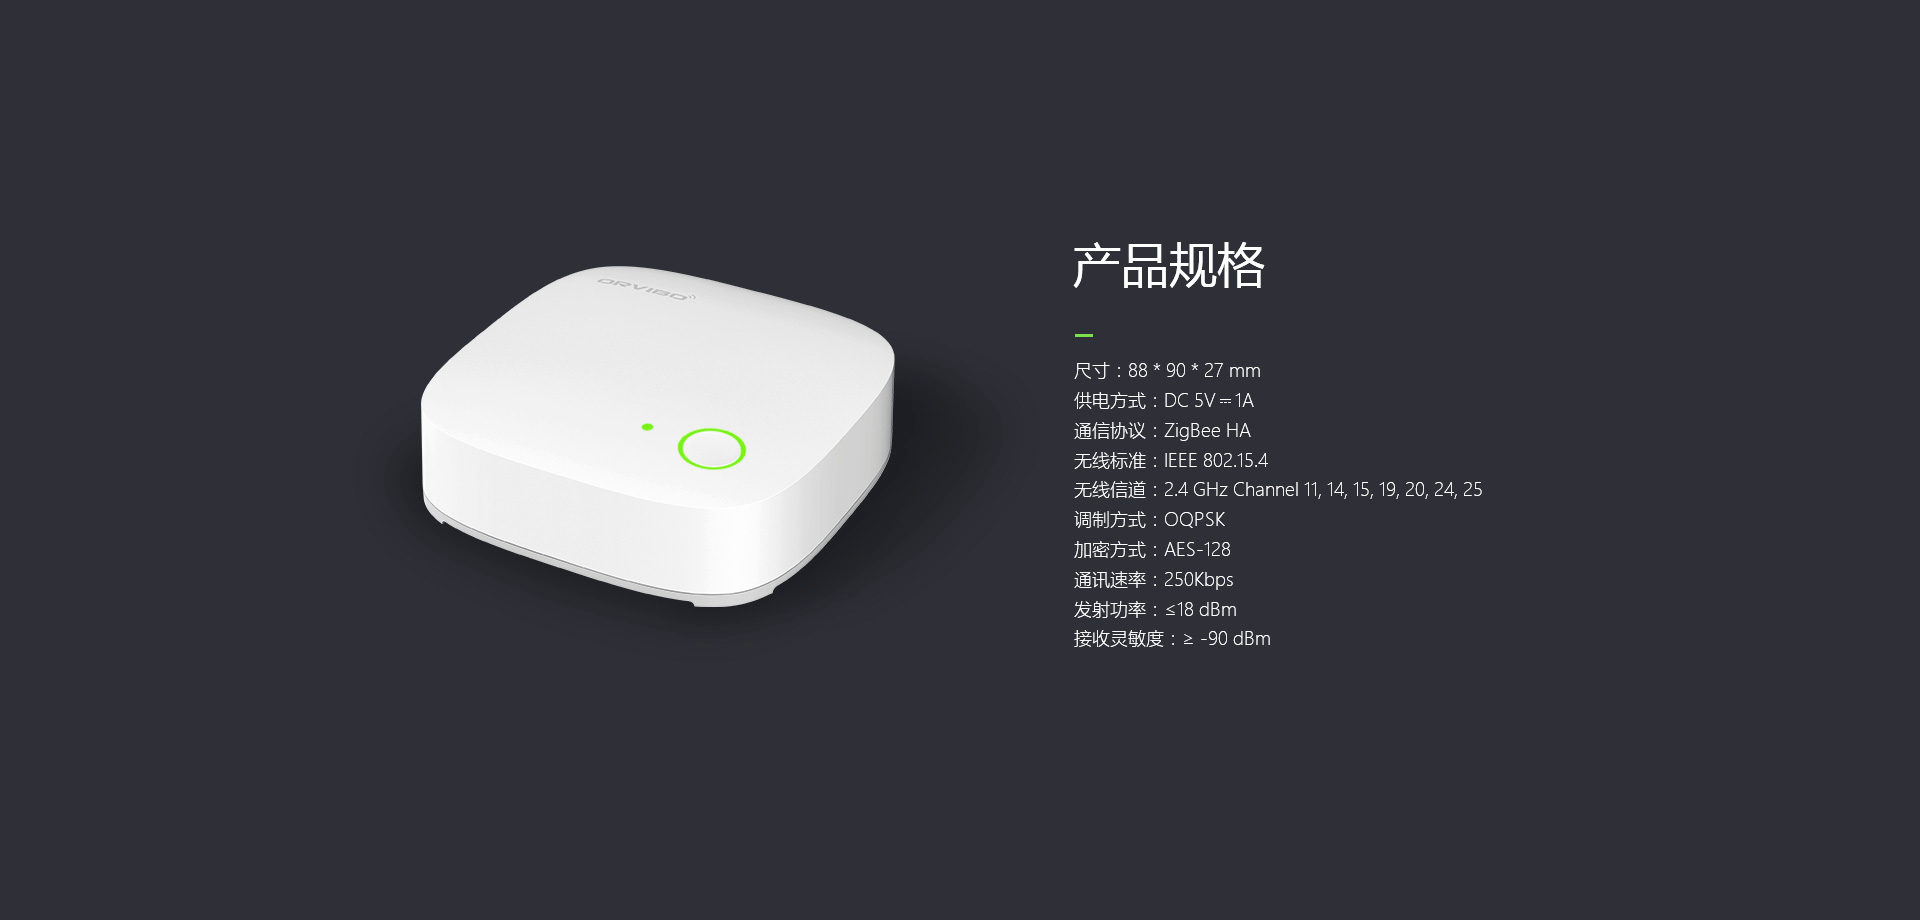 ORVIBO
产品规格
尺寸：88 * 90 * 27 mm
供电方式：DC 5V⎓1A
通信协议：ZigBee HA
无线标准：IEEE 802.15.4
无线信道：2.4 GHz Channel 11, 14, 15, 19, 20, 24, 25
调制方式：OQPSK
加密方式：AES-128
通讯速率：250Kbps
发射功率：≤18 dBm
接收灵敏度：≥ -90 dBm